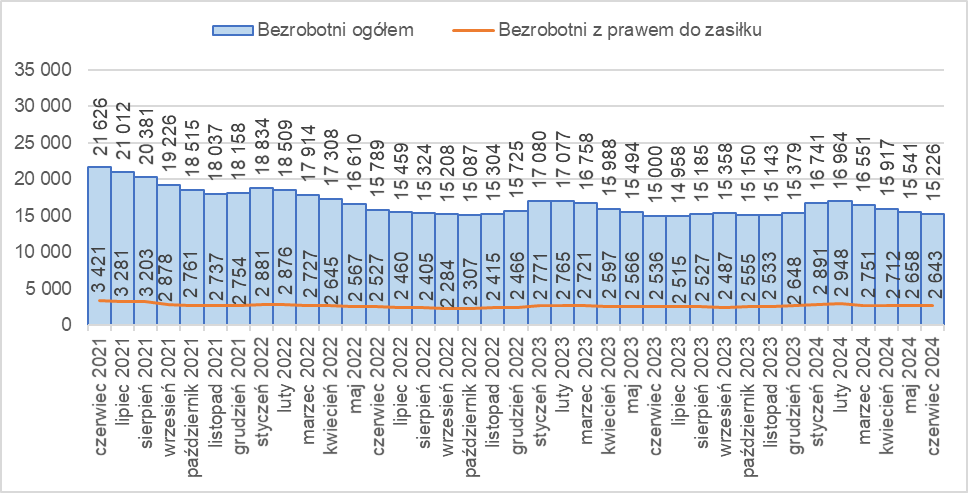 Bezrobotni ogółem
Bezrobotni z prawem do zasiłku
35 000
30 000
25 000
20 000
15 000
10 000
5 000
0
21 626
21 012
20 381
19 226
18 515
18 037
18 158
18 834
18 509
17 914
17 308
16 610
15 789
15 459
15 324
15 208
15 087
15 304
15 725
17 080
17 077
16 758
15 988
15 494
15 000
14 958
15 185
15 358
15 150
15 143
15 379
16 741
16 964
16 551
15 917
15 541
15 226
3 421
3 281
3 203
2 878
2 761
2 737
2 754
2 881
2 876
2 727
2 645
2 567
2 527
2 460
2 405
2 284
2 307
2 415
2 466
2 771
2 765
2 721
2 597
2 566
2 536
2 515
2 527
2 487
2 555
2 533
2 648
2 891
2 948
2 751
2 712
2 658
2 643
czerwiec 2021
lipiec 2021
sierpień 2021
wrzesień 2021
październik 2021
listopad 2021
grudzień 2021
styczeń 2022
luty 2022
marzec 2022
kwiecień 2022
maj 2022
czerwiec 2022
lipiec 2022
sierpień 2022
wrzesień 2022
październik 2022
listopad 2022
grudzień 2022
styczeń 2023
luty 2023
marzec 2023
kwiecień 2023
maj 2023
czerwiec 2023
lipiec 2023
sierpień 2023
wrzesień 2023
październik 2023
listopad 2023
grudzień 2023
styczeń 2024
luty 2024
marzec 2024
kwiecień 2024
maj 2024
czerwiec 2024